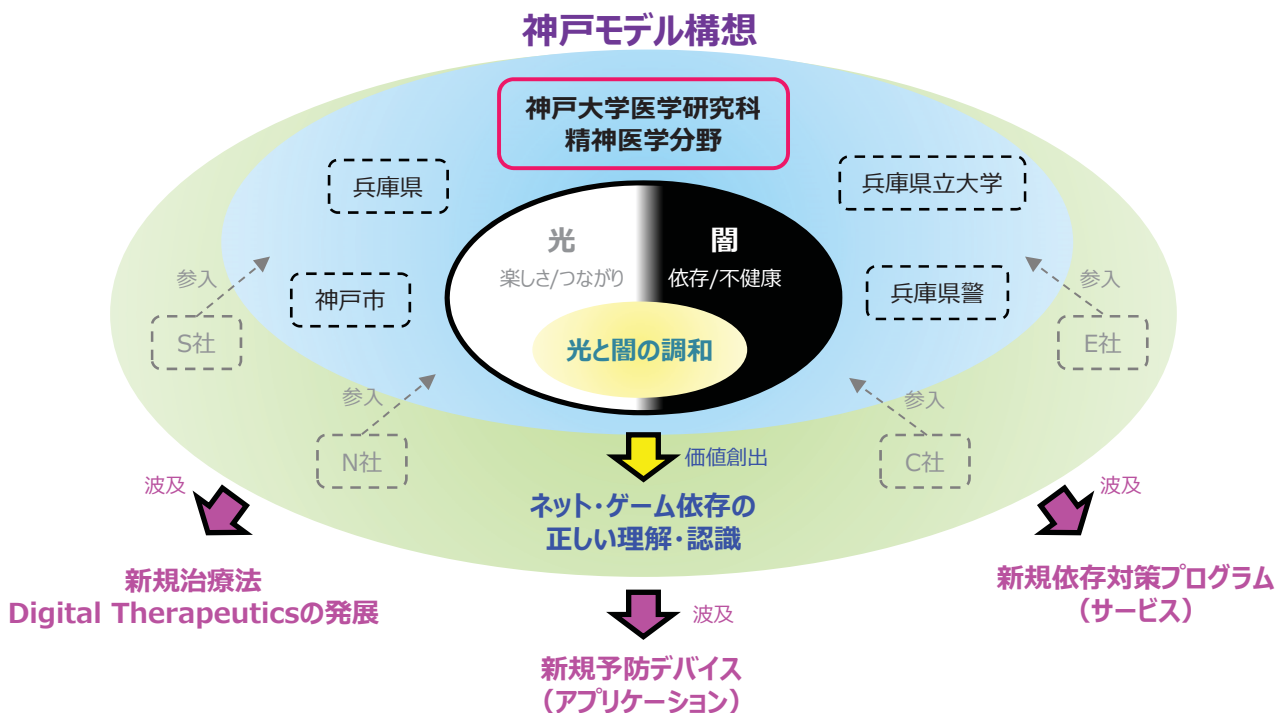 神戸モデル構想
神戸大学医学研究科
精神医学分野
兵庫県
兵庫県立大学
神戸市
兵庫県警
光
闇
楽しさ/つながり
依存/不健康
光と闇の調和
参入
S社
参入
N社
参入
E社
参入
C社
価値創出
ネット・ゲーム依存の
正しい理解・認識
波及
新規治療法
Digital Therapeuticsの発展
波及
新規予防デバイス
（アプリケーション）
波及
新規依存対策プログラム
（サービス）